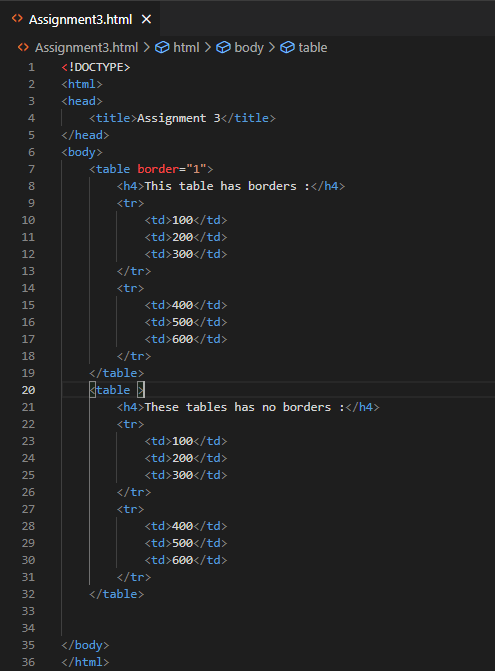 Assignment3.html
Assignment3.html > html > body > table
1 <!DOCTYPE>
2 <html>
3 <head>
4 <title>Assignment 3</title>
5 </head>
6 <body>
7 <table border="1">
8 <h4>This table has borders :</h4>
9 <tr>
10 <td>100</td>
11 <td>200</td>
12 <td>300</td>
13 </tr>
14 <tr>
15 <td>400</td>
16 <td>500</td>
17 <td>600</td>
18 </tr>
19 </table>
20 <table >
21 <h4>These tables has no borders :</h4>
22 <tr>
23 <td>100</td>
24 <td>200</td>
25 <td>300</td>
26 </tr>
27 <tr>
28 <td>400</td>
29 <td>500</td>
30 <td>600</td>
31 </tr>
32 </table>
33
34
35 </body>
36 </html>